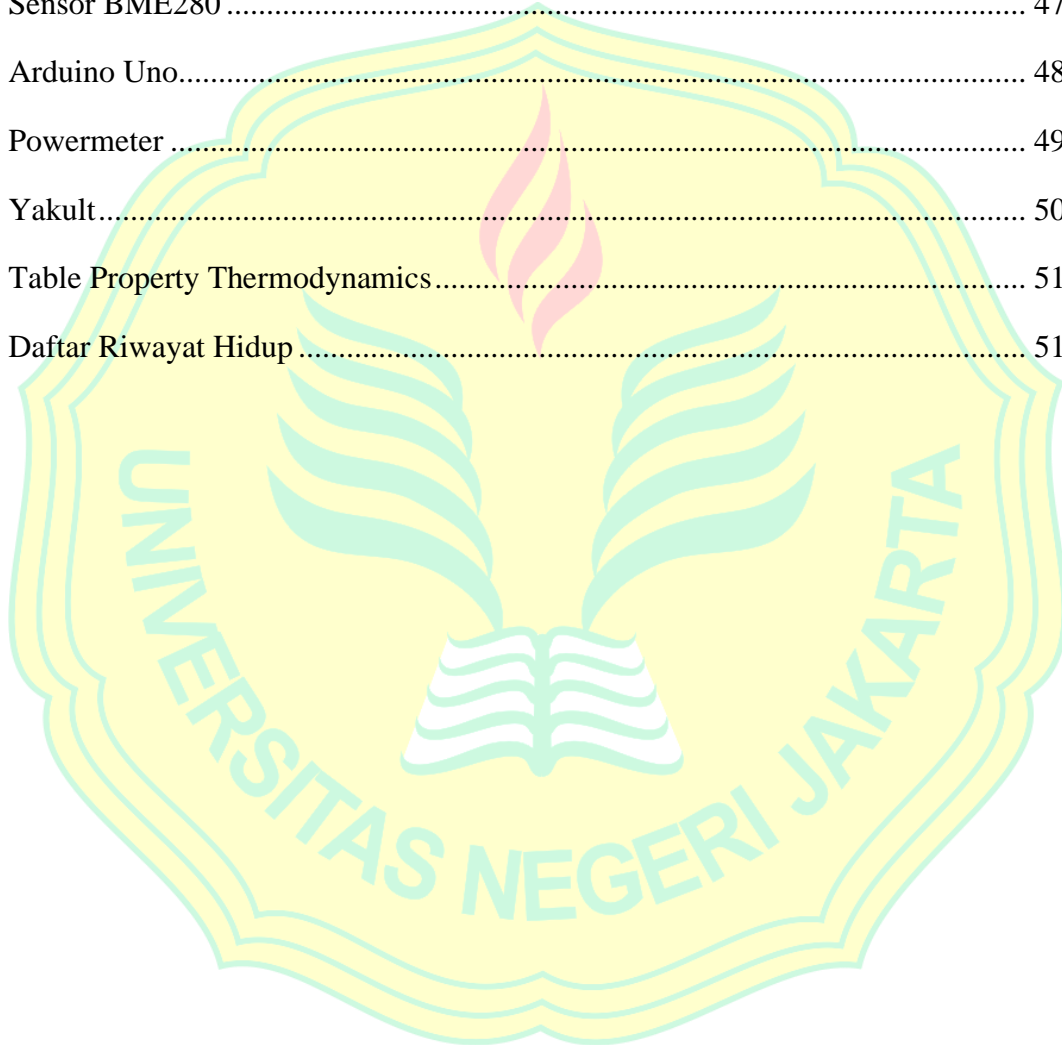 Sensor BME280 ........................................................................................................ 47
Arduino Uno........................................................................................................ 48
Powermeter ........................................................................................................ 49
Yakult........................................................................................................ 50
Table Property Thermodynamics........................................................................ 51
Daftar Riwayat Hidup ........................................................................................ 51
UNIVERSITAS NEGERI JAKARTA